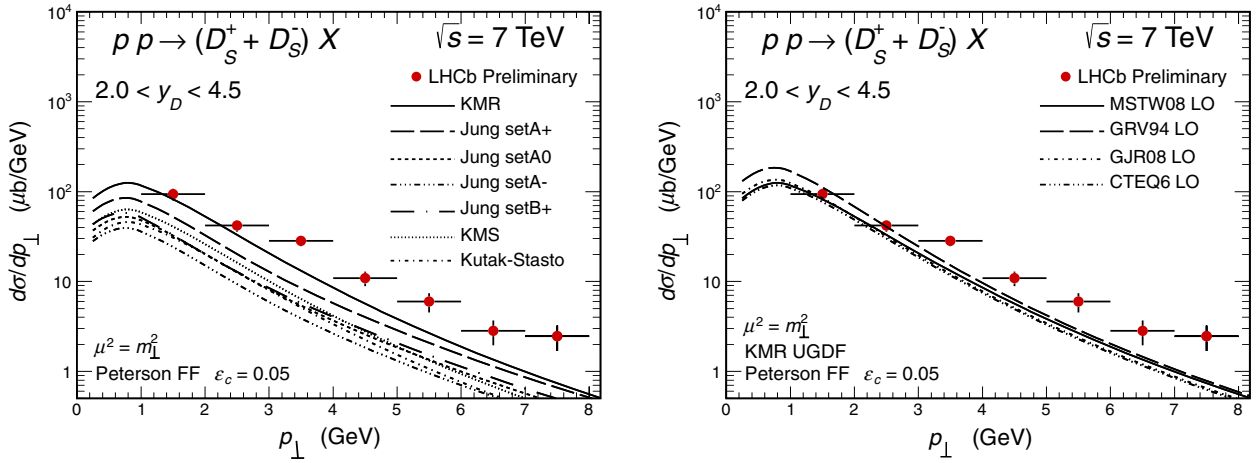 p p → (D_S^+ + D_S^-) X √s = 7 TeV
2.0 < y_D < 4.5
LHCb Preliminary
KMR
Jung setA+
Jung setA0
Jung setA-
Jung setB+
KMS
Kutak-Stasto
μ² = m_⊥^2
Peterson FF ε_c = 0.05
dσ/dp_⊥ (μb/GeV)
10^4
10^3
10^2
10
1
0 1 2 3 4 5 6 7 8
p_⊥ (GeV)
p p → (D_S^+ + D_S^-) X √s = 7 TeV
2.0 < y_D < 4.5
LHCb Preliminary
MSTW08 LO
GRV94 LO
GJR08 LO
CTEQ6 LO
μ² = m_⊥^2
KMR UGDF
Peterson FF ε_c = 0.05
dσ/dp_⊥ (μb/GeV)
10^4
10^3
10^2
10
1
0 1 2 3 4 5 6 7 8
p_⊥ (GeV)